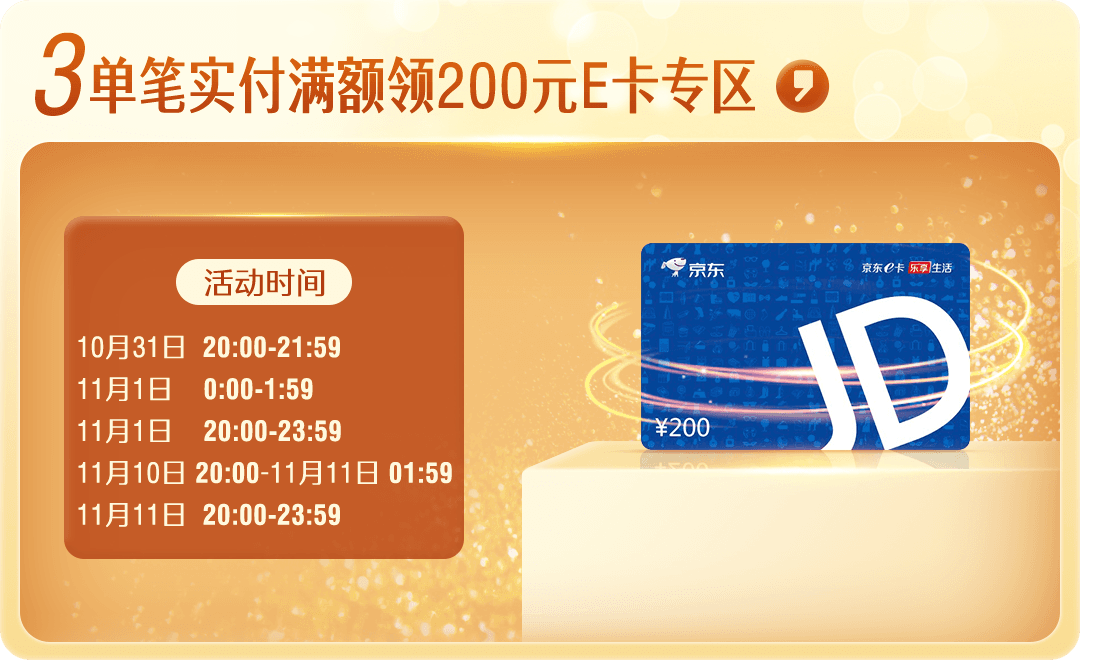 3 单笔实付满额领200元E卡专区
活动时间
10月31日 20:00-21:59
11月1日 0:00-1:59
11月1日 20:00-23:59
11月10日 20:00-11月11日 01:59
11月11日 20:00-23:59
京东
京东e卡 乐享生活
JD
¥200